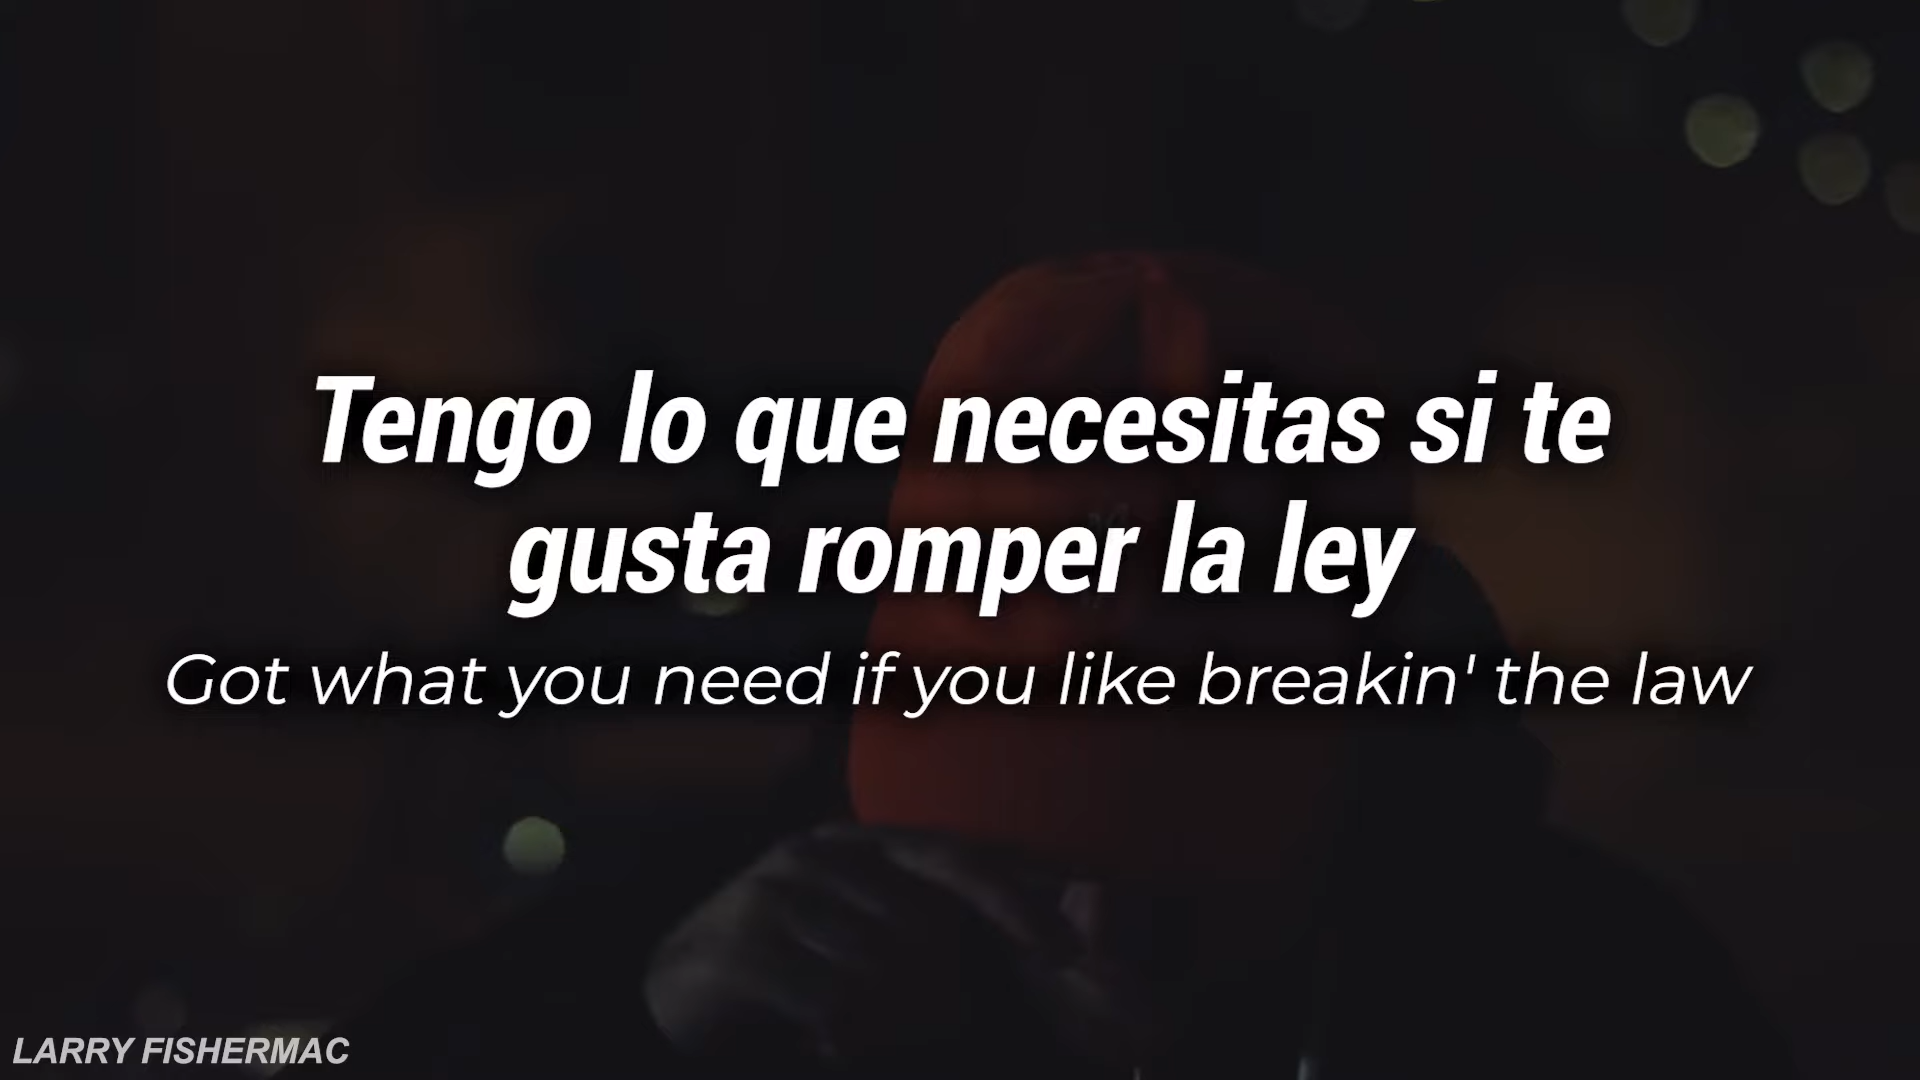 Tengo lo que necesitas si te
gusta romper la ley
Got what you need if you like breakin' the law
LARRY FISHERMAC